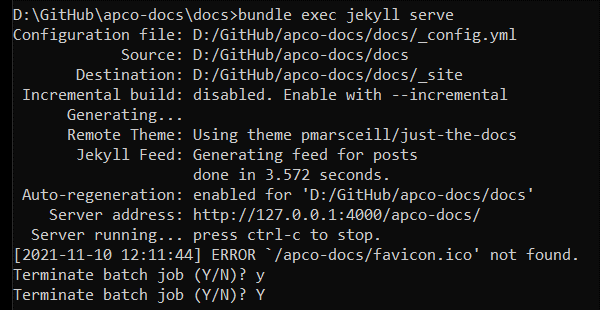 D:\GitHub\apco-docs\docs>bundle exec jekyll serve
Configuration file: D:/GitHub/apco-docs/docs/_config.yml
Source: D:/GitHub/apco-docs/docs
Destination: D:/GitHub/apco-docs/docs/_site
Incremental build: disabled. Enable with --incremental
Generating...
Remote Theme: Using theme pmarsceill/just-the-docs
Jekyll Feed: Generating feed for posts
done in 3.572 seconds.
Auto-regeneration: enabled for 'D:/GitHub/apco-docs/docs'
Server address: http://127.0.0.1:4000/apco-docs/
Server running... press ctrl-c to stop.
[2021-11-10 12:11:44] ERROR `/apco-docs/favicon.ico' not found.
Terminate batch job (Y/N)? y
Terminate batch job (Y/N)? Y